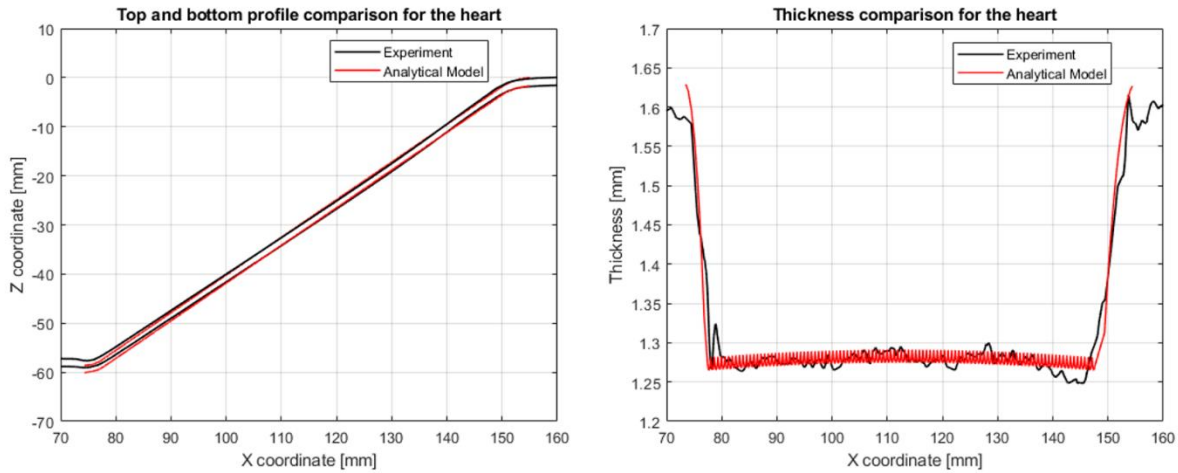 Top and bottom profile comparison for the heart
10
0
-10
-20
-30
-40
-50
-60
-70
Z coordinate [mm]
70 80 90 100 110 120 130 140 150 160
X coordinate [mm]
Experiment
Analytical Model
Thickness comparison for the heart
1.7
1.65
1.6
1.55
1.5
1.45
1.4
1.35
1.3
1.25
1.2
Thickness [mm]
70 80 90 100 110 120 130 140 150 160
X coordinate [mm]
Experiment
Analytical Model